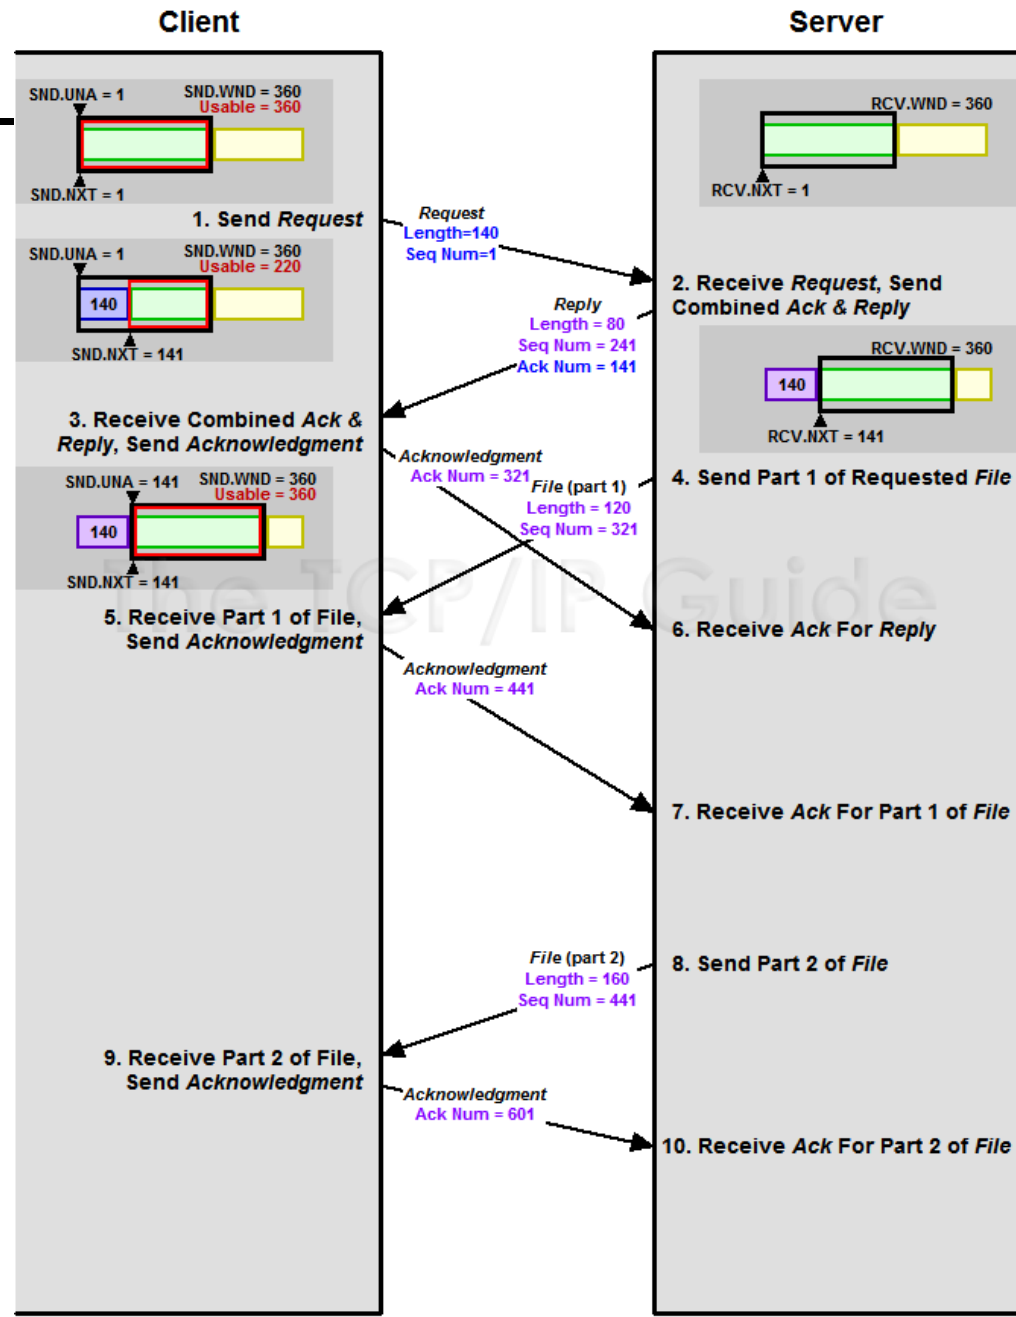 Client
Server
SND.UNA = 1
SND.WND = 360
Usable = 360
SND.NXT = 1
RCV.WND = 360
RCV.NXT = 1
1. Send Request
Request
Length=140
Seq Num=1
SND.UNA = 1
SND.WND = 360
Usable = 220
140
SND.NXT = 141
2. Receive Request, Send
Combined Ack & Reply
Reply
Length = 80
Seq Num = 241
Ack Num = 141
RCV.WND = 360
140
RCV.NXT = 141
3. Receive Combined Ack &
Reply, Send Acknowledgment
Acknowledgment
Ack Num = 321
4. Send Part 1 of Requested File
File (part 1)
Length = 120
Seq Num = 321
SND.UNA = 141
SND.WND = 360
Usable = 360
140
SND.NXT = 141
The TCP/IP Guide
5. Receive Part 1 of File,
Send Acknowledgment
6. Receive Ack For Reply
Acknowledgment
Ack Num = 441
7. Receive Ack For Part 1 of File
File (part 2)
Length = 160
Seq Num = 441
8. Send Part 2 of File
9. Receive Part 2 of File,
Send Acknowledgment
Acknowledgment
Ack Num = 601
10. Receive Ack For Part 2 of File